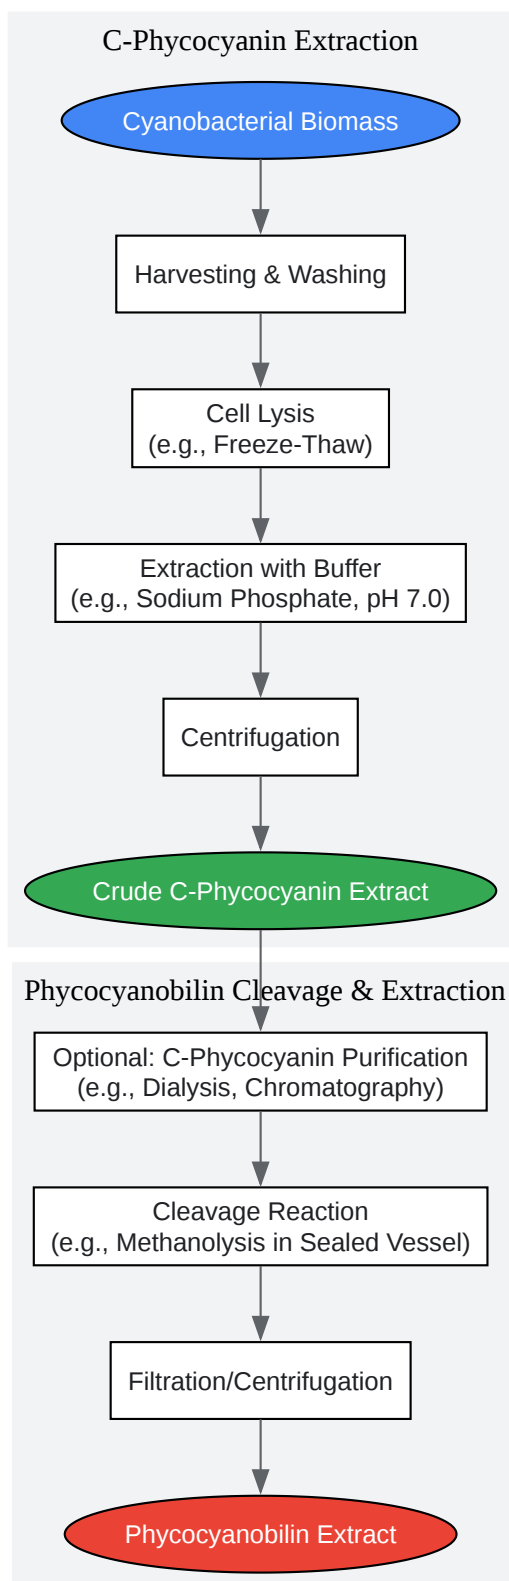 C-Phycocyanin Extraction
Cyanobacterial Biomass
Harvesting & Washing
Cell Lysis
(e.g., Freeze-Thaw)
Extraction with Buffer
(e.g., Sodium Phosphate, pH 7.0)
Centrifugation
Crude C-Phycocyanin Extract
Phycocyanobilin Cleavage & Extraction
Optional: C-Phycocyanin Purification
(e.g., Dialysis, Chromatography)
Cleavage Reaction
(e.g., Methanolysis in Sealed Vessel)
Filtration/Centrifugation
Phycocyanobilin Extract